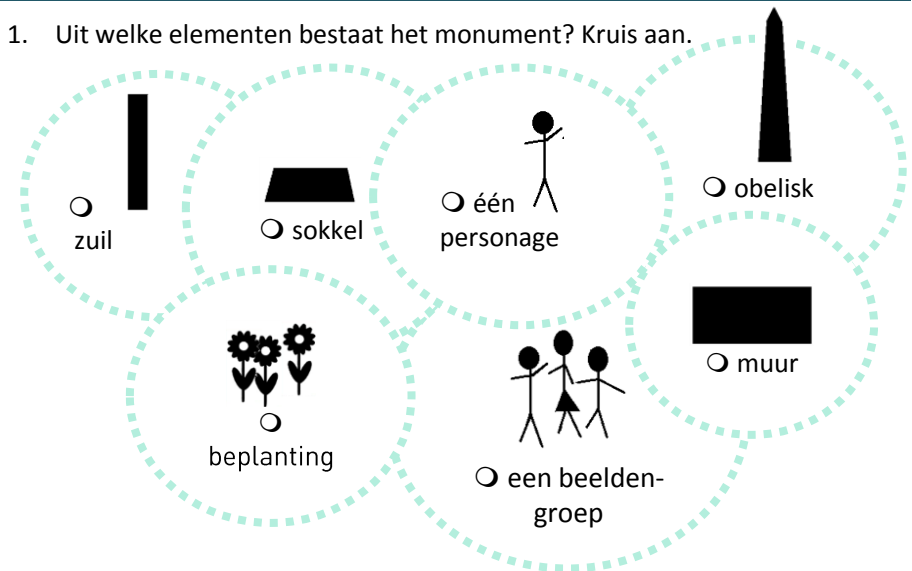 1. Uit welke elementen bestaat het monument? Kruis aan.
zuil
sokkel
één
personage
obelisk
muur
beplanting
een beelden-
groep